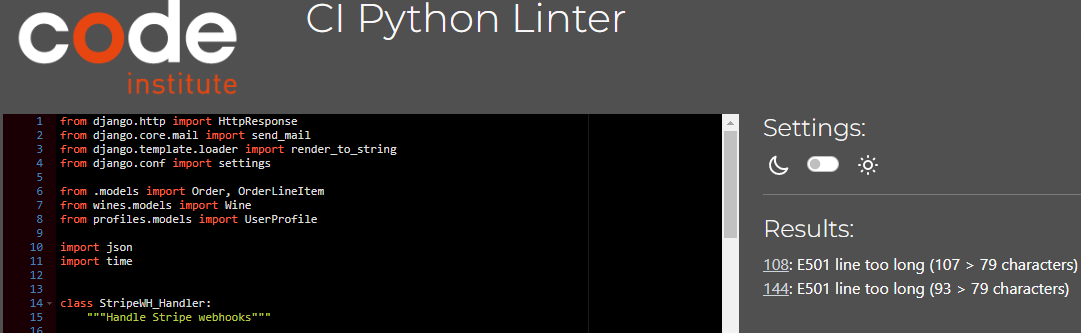 code
institute
CI Python Linter
1 from django.http import HttpResponse
2 from django.core.mail import send_mail
3 from django.template.loader import render_to_string
4 from django.conf import settings
5
6 from .models import Order, OrderLineItem
7 from wines.models import Wine
8 from profiles.models import UserProfile
9
10 import json
11 import time
12
13
14 class StripeWH_Handler:
15     """Handle Stripe webhooks"""
16
Settings:
Results:
108: E501 line too long (107 > 79 characters)
144: E501 line too long (93 > 79 characters)